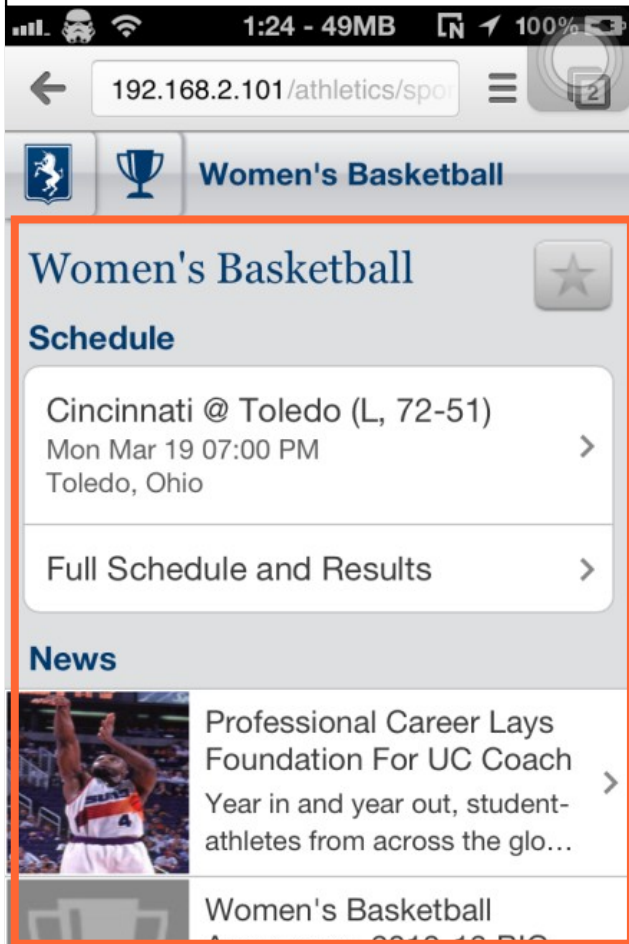 1:24 - 49MB 100%
192.168.2.101/athletics/spor
2
Women's Basketball
Women's Basketball
Schedule
Cincinnati @ Toledo (L, 72-51)
Mon Mar 19 07:00 PM
Toledo, Ohio
Full Schedule and Results
News
Professional Career Lays
Foundation For UC Coach
Year in and year out, student-
athletes from across the glo...
SUNS
4
Women's Basketball